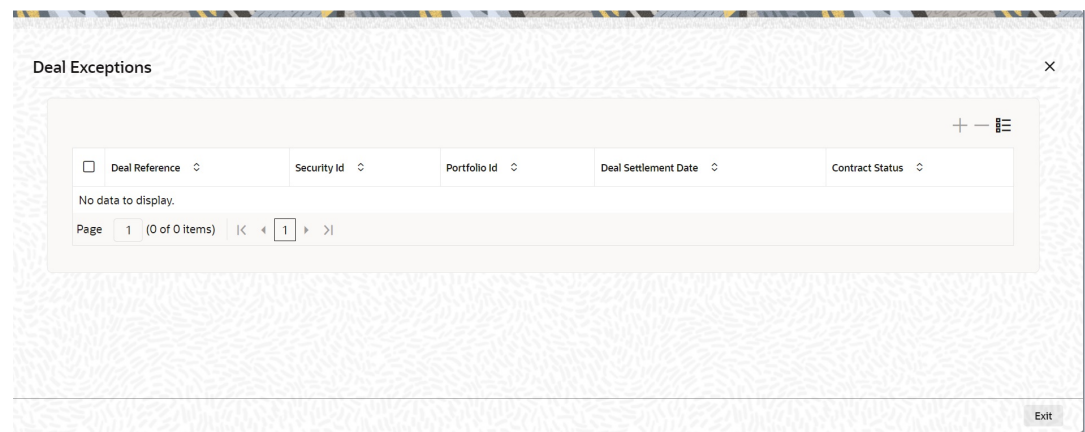 Deal Exceptions
Deal Reference Security Id Portfolio Id Deal Settlement Date Contract Status
No data to display.
Page 1 (0 of 0 items) 1
Exit